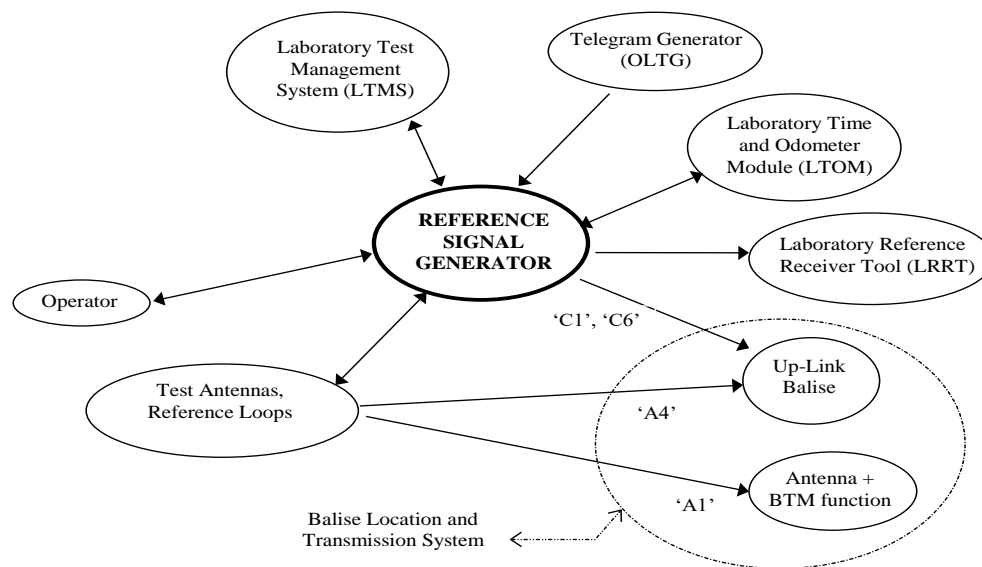 Laboratory Test
Management
System (LTMS)
Telegram Generator
(OLTG)
Laboratory Time
and Odometer
Module (LTOM)
REFERENCE
SIGNAL
GENERATOR
Laboratory Reference
Receiver Tool (LRRT)
Operator
‘C1’, ‘C6’
Up-Link
Balise
Test Antennas,
Reference Loops
‘A4’
Antenna +
BTM function
‘A1’
Balise Location and
Transmission System